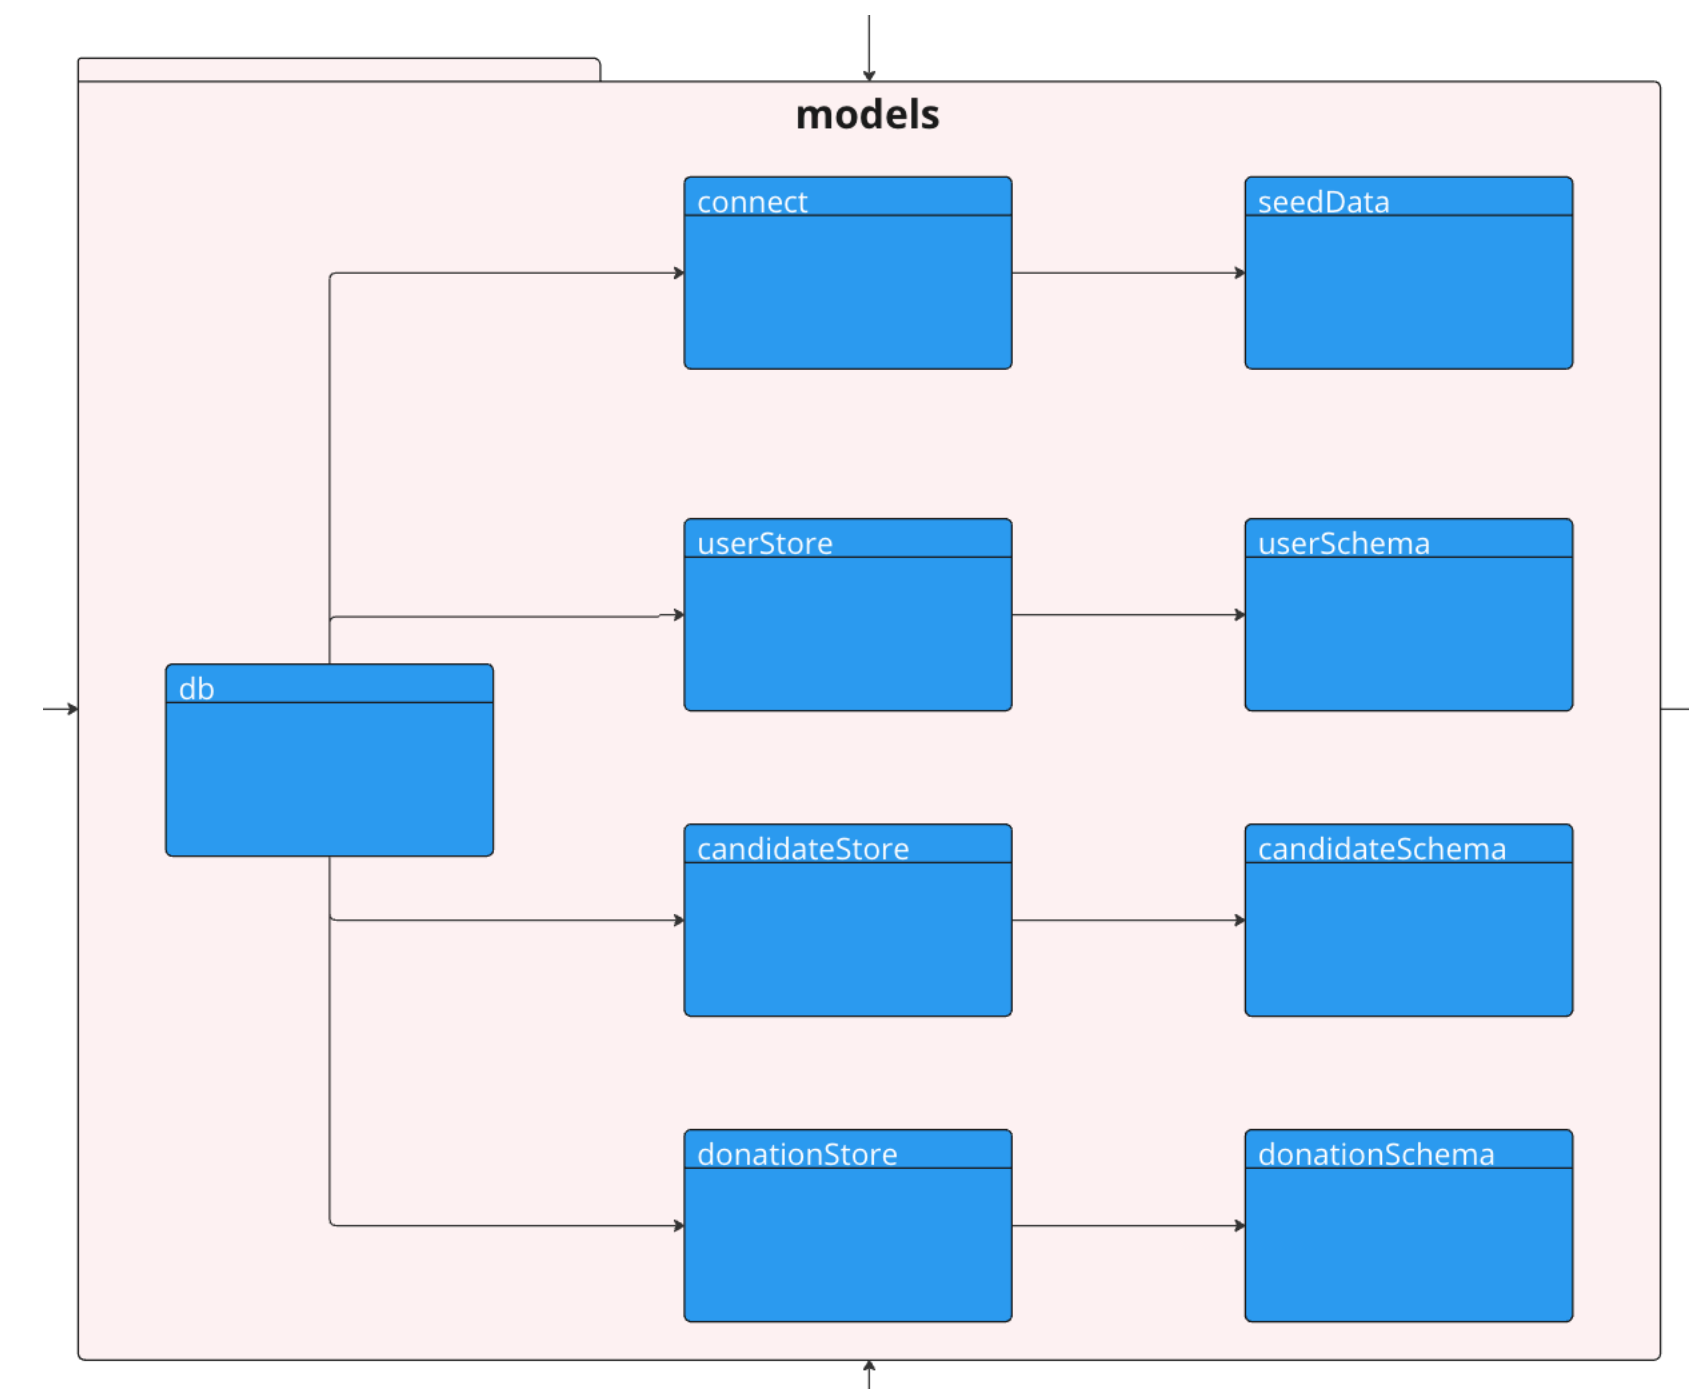 models
connect
seedData
userStore
userSchema
db
candidateStore
candidateSchema
donationStore
donationSchema